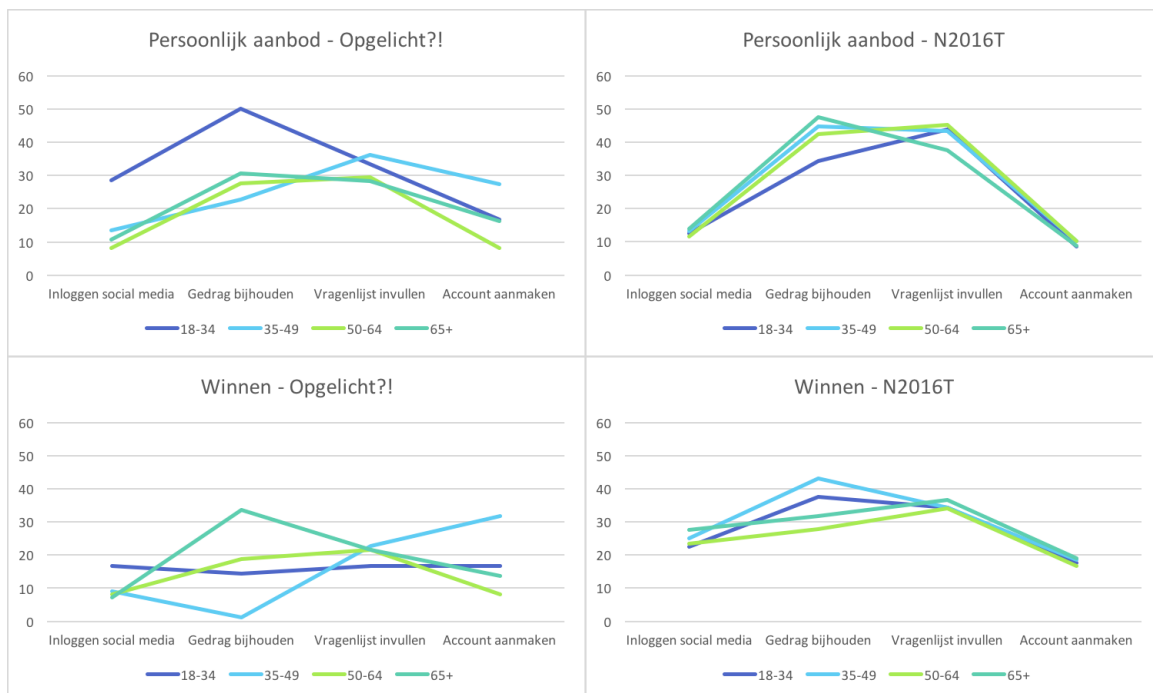 Persoonlijk aanbod - Opgelicht?!
60
50
40
30
20
10
0
Inloggen social media Gedrag bijhouden Vragenlijst invullen Account aanmaken
18-34 35-49 50-64 65+
Persoonlijk aanbod - N2016T
60
50
40
30
20
10
0
Inloggen social media Gedrag bijhouden Vragenlijst invullen Account aanmaken
18-34 35-49 50-64 65+
Winnen - Opgelicht?!
60
50
40
30
20
10
0
Inloggen social media Gedrag bijhouden Vragenlijst invullen Account aanmaken
18-34 35-49 50-64 65+
Winnen - N2016T
60
50
40
30
20
10
0
Inloggen social media Gedrag bijhouden Vragenlijst invullen Account aanmaken
18-34 35-49 50-64 65+